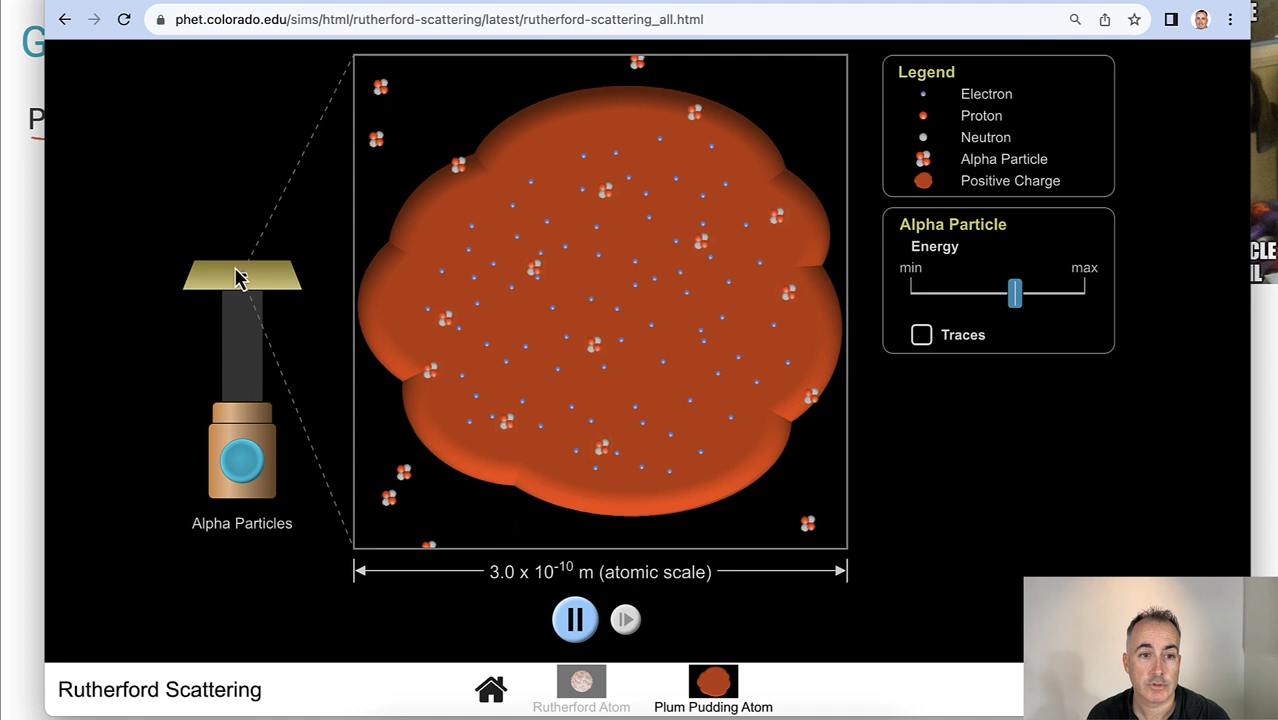 phet.colorado.edu/sims/html/rutherford-scattering/latest/rutherford-scattering_all.html
G
P
Legend
Electron
Proton
Neutron
Alpha Particle
Positive Charge
Alpha Particle
Energy
min max
Traces
Alpha Particles
3.0 x 10⁻¹⁰ m (atomic scale)
Rutherford Scattering
Rutherford Atom
Plum Pudding Atom